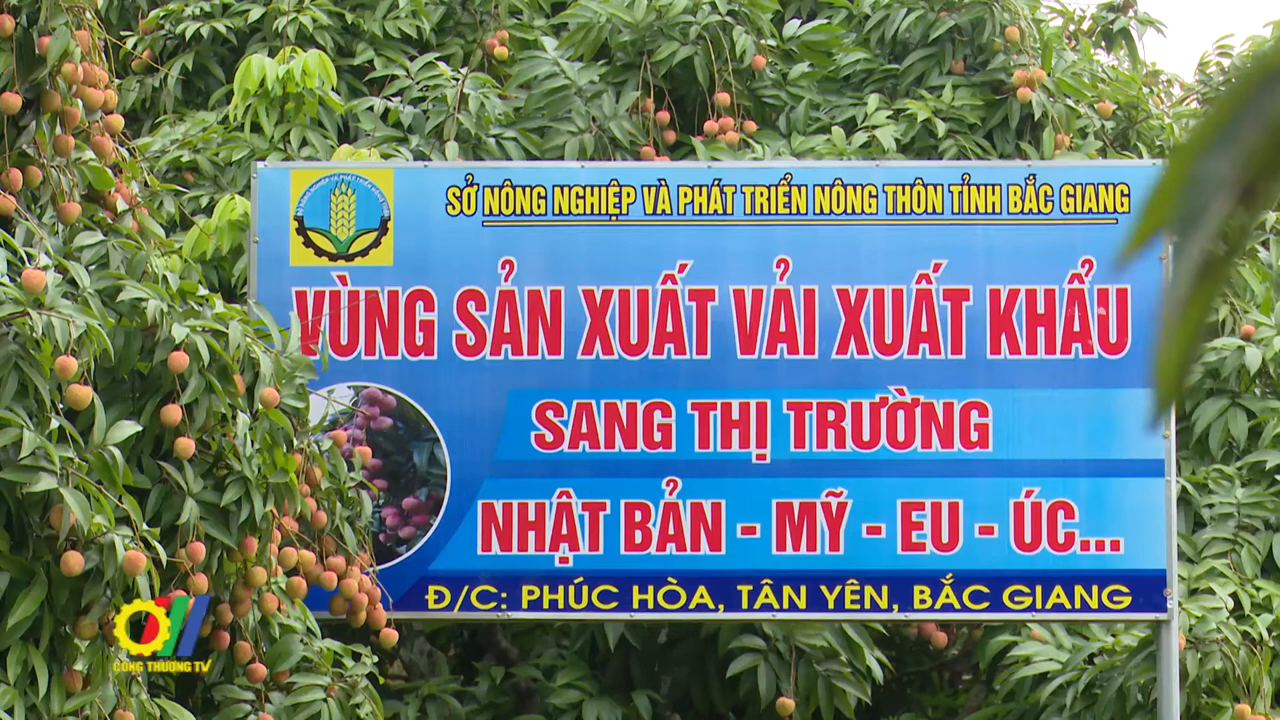 SỞ NÔNG NGHIỆP VÀ PHÁT TRIỂN NÔNG THÔN TỈNH BẮC GIANG
VÙNG SẢN XUẤT VẢI XUẤT KHẨU
SANG THỊ TRƯỜNG
NHẬT BẢN - MỸ - EU - ÚC...
Đ/C: PHÚC HÒA, TÂN YÊN, BẮC GIANG
CÔNG THƯƠNG TV